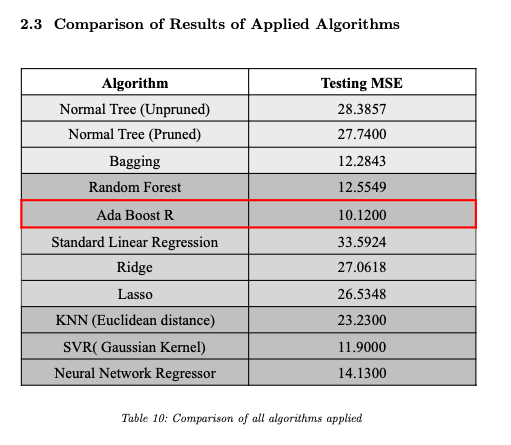 2.3 Comparison of Results of Applied Algorithms
Algorithm Testing MSE
Normal Tree (Unpruned) 28.3857
Normal Tree (Pruned) 27.7400
Bagging 12.2843
Random Forest 12.5549
Ada Boost R 10.1200
Standard Linear Regression 33.5924
Ridge 27.0618
Lasso 26.5348
KNN (Euclidean distance) 23.2300
SVR( Gaussian Kernel) 11.9000
Neural Network Regressor 14.1300
Table 10: Comparison of all algorithms applied